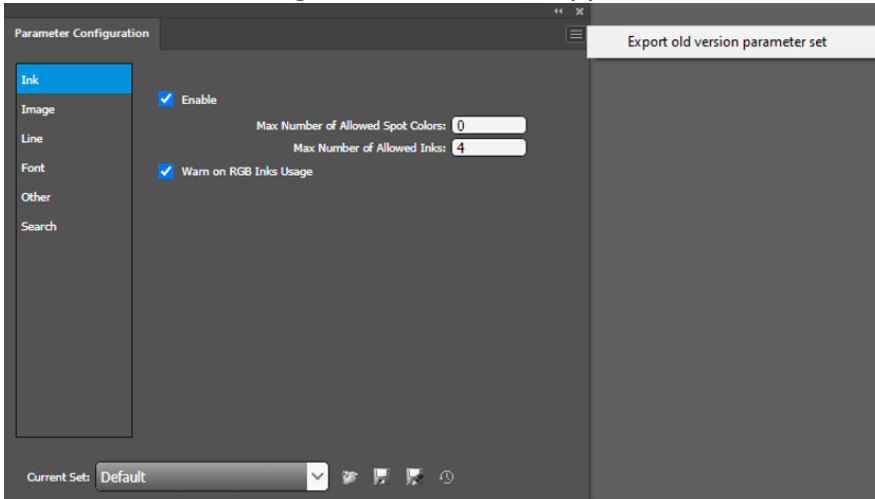 Parameter Configuration
Export old version parameter set
Ink
Image
Line
Font
Other
Search
Enable
Max Number of Allowed Spot Colors: 0
Max Number of Allowed Inks: 4
Warn on RGB Inks Usage
Current Set: Default